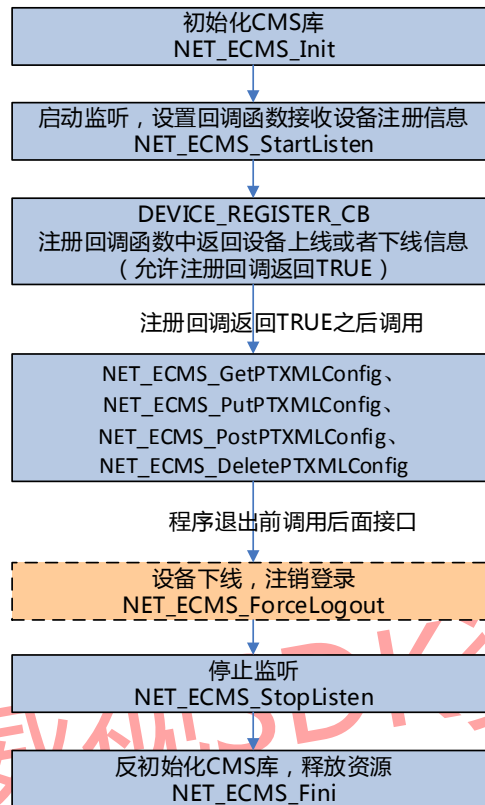 初始化CMS库
NET_ECMS_Init
启动监听，设置回调函数接收设备注册信息
NET_ECMS_StartListen
DEVICE_REGISTER_CB
注册回调函数中返回设备上线或者下线信息
（允许注册回调返回TRUE）
注册回调返回TRUE之后调用
NET_ECMS_GetPTXMLConfig、
NET_ECMS_PutPTXMLConfig、
NET_ECMS_PostPTXMLConfig、
NET_ECMS_DeletePTXMLConfig
程序退出前调用后面接口
设备下线，注销登录
NET_ECMS_ForceLogout
停止监听
NET_ECMS_StopListen
反初始化CMS库，释放资源
NET_ECMS_Fini
威视SDK